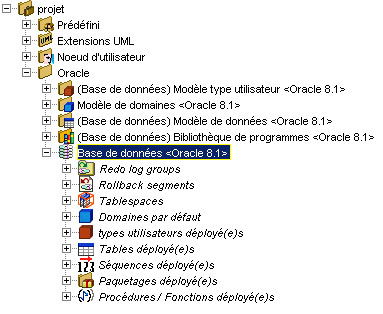 projet
Prédéfini
Extensions UML
Noeud d'utilisateur
Oracle
(Base de données) Modèle type utilisateur <Oracle 8.1>
Modèle de domaines <Oracle 8.1>
(Base de données) Modèle de données <Oracle 8.1>
(Base de données) Bibliothèque de programmes <Oracle 8.1>
Base de données <Oracle 8.1>
Redo log groups
Rollback segments
Tablespaces
Domaines par défaut
types utilisateurs déployé(e)s
Tables déployé(e)s
123 Séquences déployé(e)s
Paquetages déployé(e)s
Procédures / Fonctions déployé(e)s